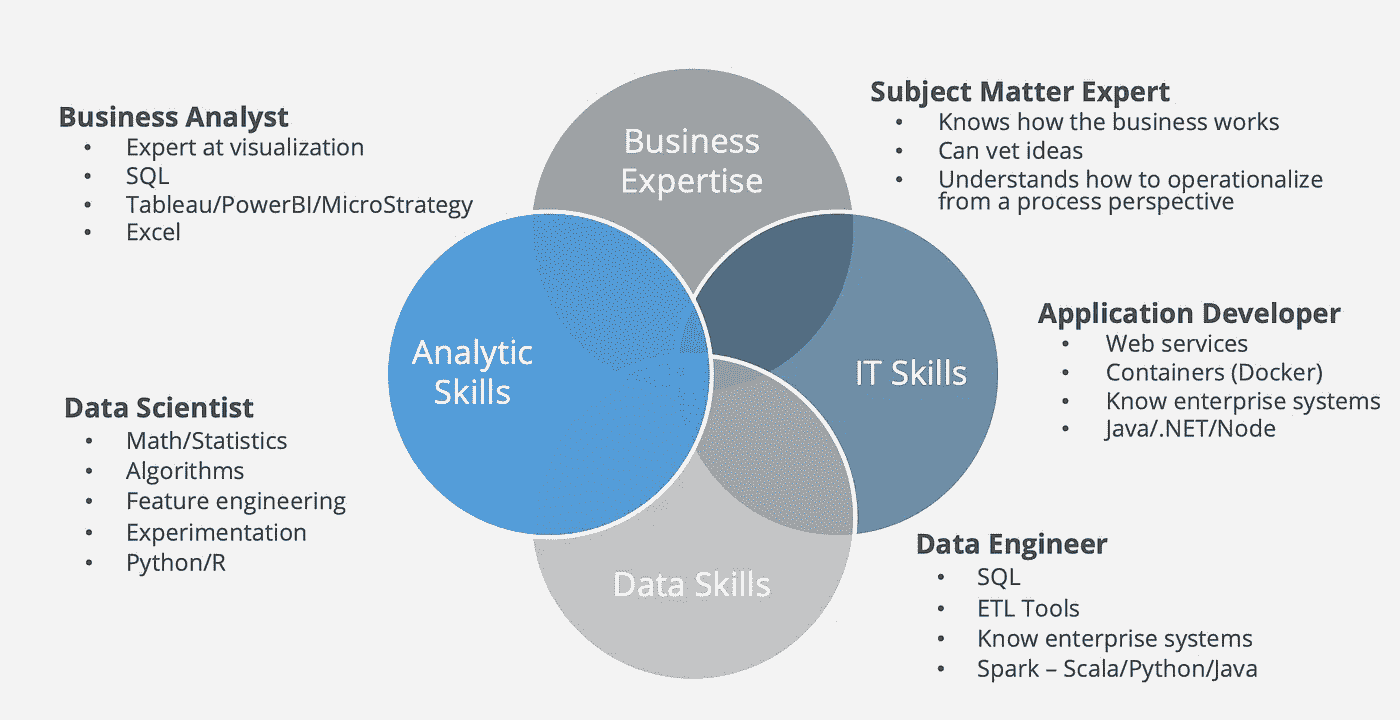 Business Analyst
• Expert at visualization
• SQL
• Tableau/PowerBI/MicroStrategy
• Excel
Data Scientist
• Math/Statistics
• Algorithms
• Feature engineering
• Experimentation
• Python/R
Business
Expertise
Analytic
Skills
IT Skills
Data Skills
Subject Matter Expert
• Knows how the business works
• Can vet ideas
• Understands how to operationalize
from a process perspective
Application Developer
• Web services
• Containers (Docker)
• Know enterprise systems
• Java/.NET/Node
Data Engineer
• SQL
• ETL Tools
• Know enterprise systems
• Spark – Scala/Python/Java